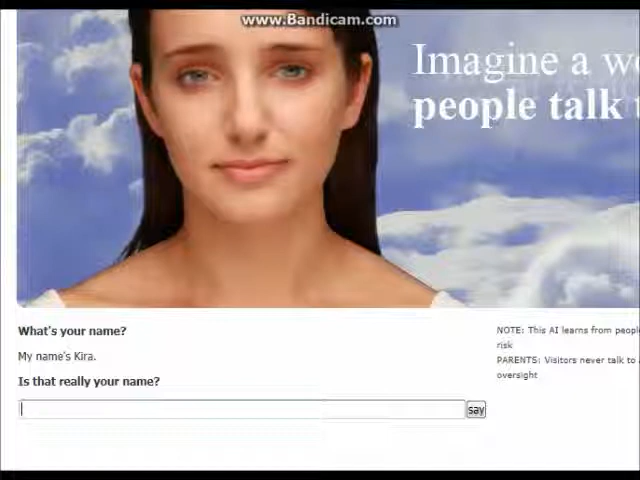 www.Bandicam.com
Imagine a
people talk
What's your name?
My name's Kira.
Is that really your name?
say
NOTE: This AI learns from
risk
PARENTS: Visitors never talk to
oversight